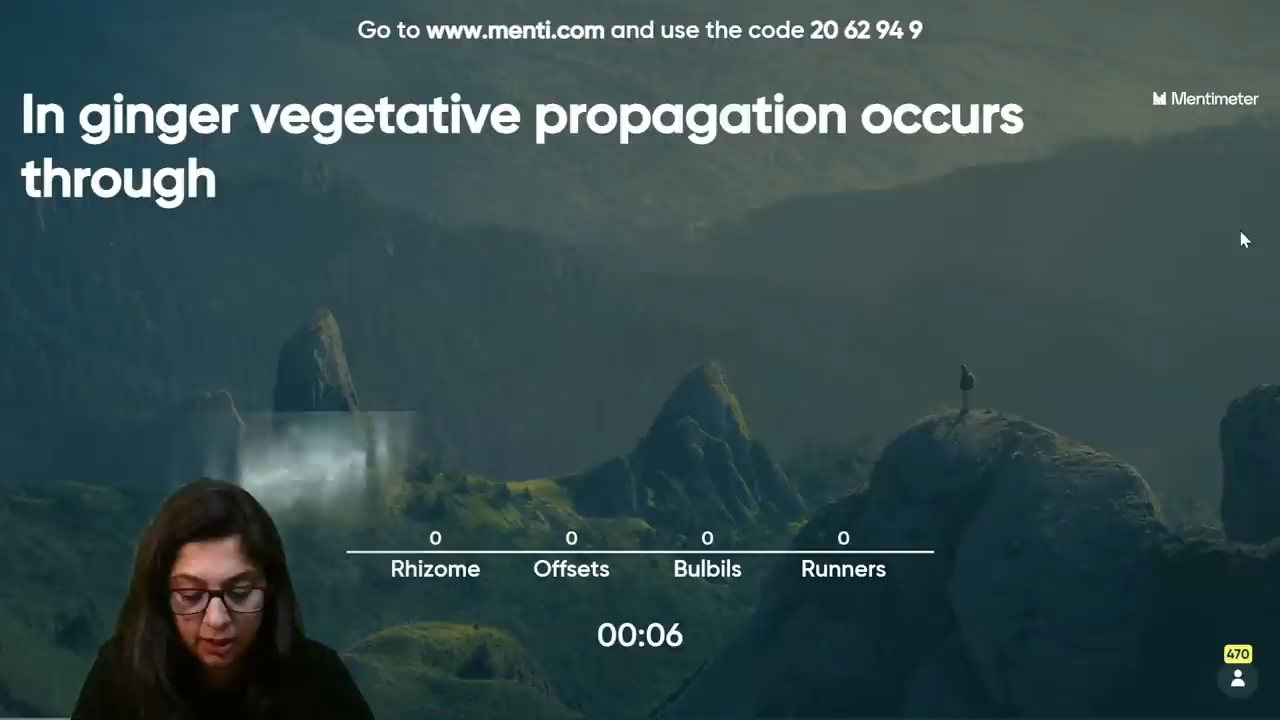 Go to www.menti.com and use the code 20 62 94 9
Mentimeter
In ginger vegetative propagation occurs
through
0 0 0 0
Rhizome Offsets Bulbils Runners
00:06
470